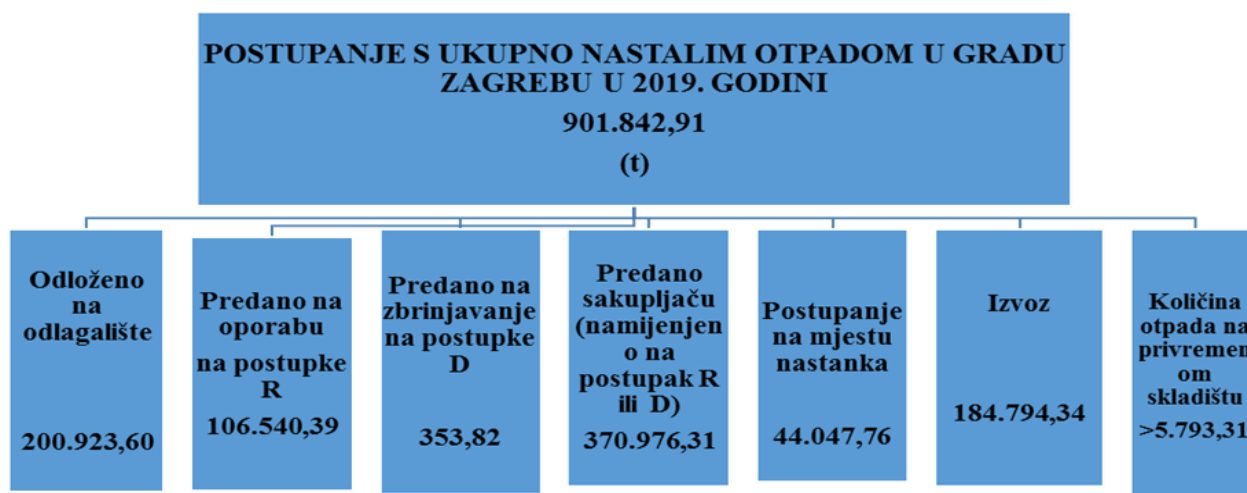 POSTUPANJE S UKUPNO NASTALIM OTPADOM U GRADU
ZAGREBU U 2019. GODINI
901.842,91
(t)
Odloženo
na
odlagalište
200.923,60
Predano na
oporabu
na postupke
R
106.540,39
Predano na
zbrinjavanje
na postupke
D
353,82
Predano
sakupljaču
(namijenjen
o na
postupak R
ili D)
370.976,31
Postupanje
na mjestu
nastanka
44.047,76
Izvoz
184.794,34
Količina
otpada na
privremen
om
skladištu
>5.793,31